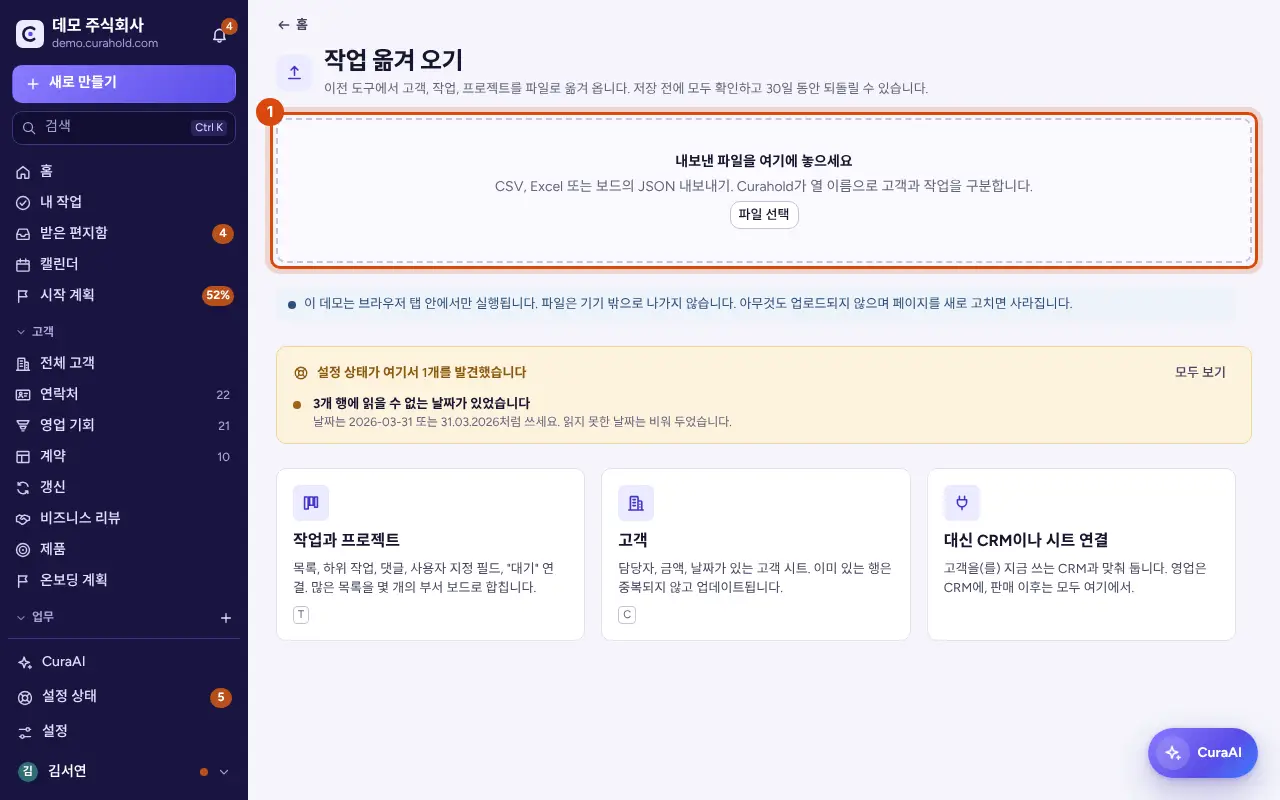 데모 주식회사
demo.curahold.com
4
새로 만들기
검색
Ctrl K
홈
내 작업
받은 편지함
4
캘린더
시작 계획
52%
고객
전체 고객
연락처
22
영업 기회
21
계약
10
갱신
비즈니스 리뷰
제품
온보딩 계획
업무
CuraAI
설정 상태
5
설정
김
김서연
← 홈
작업 옮겨 오기
이전 도구에서 고객, 작업, 프로젝트를 파일로 옮겨 옵니다. 저장 전에 모두 확인하고 30일 동안 되돌릴 수 있습니다.
1
내보낸 파일을 여기에 놓으세요
CSV, Excel 또는 보드의 JSON 내보내기. Curahold가 열 이름으로 고객과 작업을 구분합니다.
파일 선택
이 데모는 브라우저 탭 안에서만 실행됩니다. 파일은 기기 밖으로 나가지 않습니다. 아무것도 업로드되지 않으며 페이지를 새로 고치면 사라집니다.
설정 상태가 여기서 1개를 발견했습니다
모두 보기
3개 행에 읽을 수 없는 날짜가 있었습니다
날짜는 2026-03-31 또는 31.03.2026처럼 쓰세요. 읽지 못한 날짜는 비워 두었습니다.
작업과 프로젝트
목록, 하위 작업, 댓글, 사용자 지정 필드, "대기" 연
결. 많은 목록을 몇 개의 부서 보드로 합칩니다.
T
고객
담당자, 금액, 날짜가 있는 고객 시트. 이미 있는 행은
중복되지 않고 업데이트됩니다.
C
대신 CRM이나 시트 연결
고객을(를) 지금 쓰는 CRM과 맞춰 둡니다. 영업은
CRM에, 판매 이후는 모두 여기에서.
CuraAI